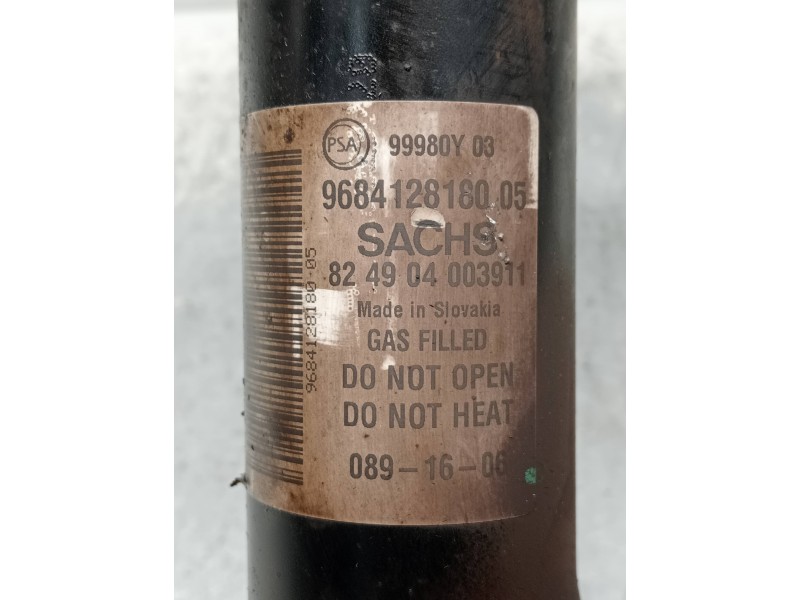 PSA 99980Y 03
9684128180 05
SACHS
82 49 04 003911
Made in Slovakia
GAS FILLED
DO NOT OPEN
DO NOT HEAT
089-16-06
9684128180-05